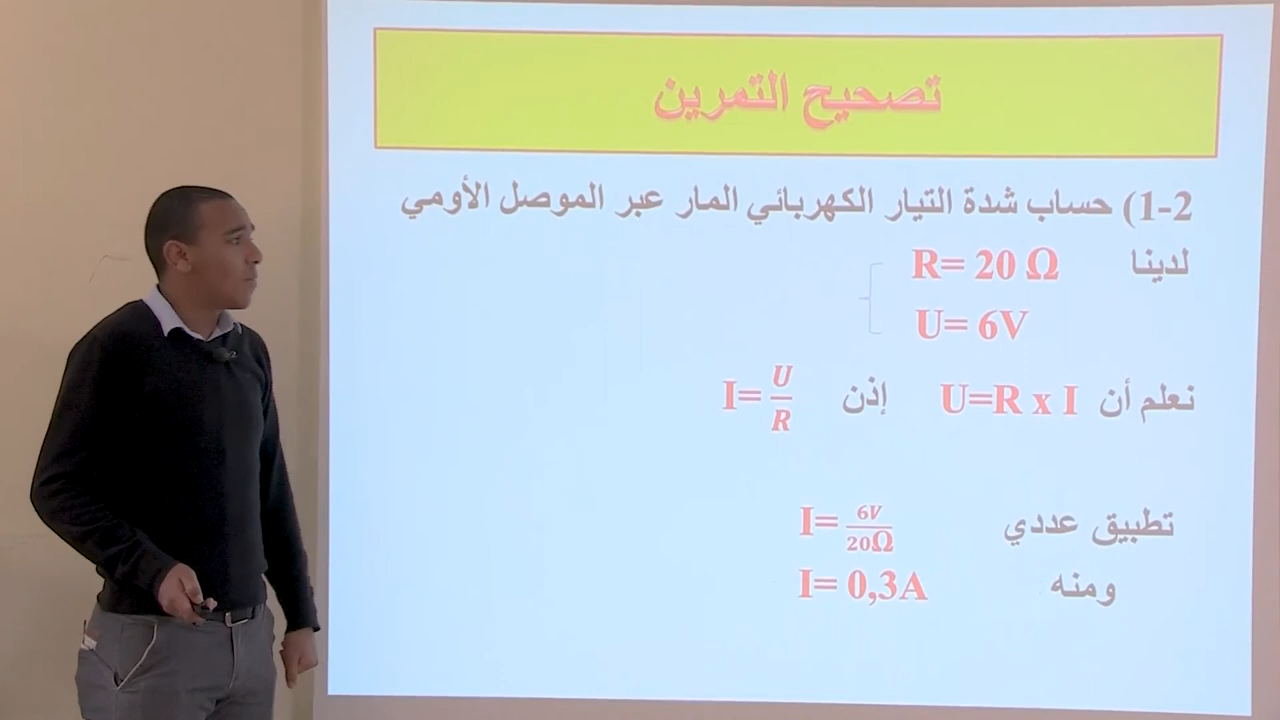 تصحيح التمرين
1-2) حساب شدة التيار الكهربائي المار عبر الموصل الأومي
لدينا R= 20 Ω
U= 6V
نعلم أن U=R x I إذن I= U/R
تطبيق عددي I= 6V/20Ω
ومنه I= 0,3A